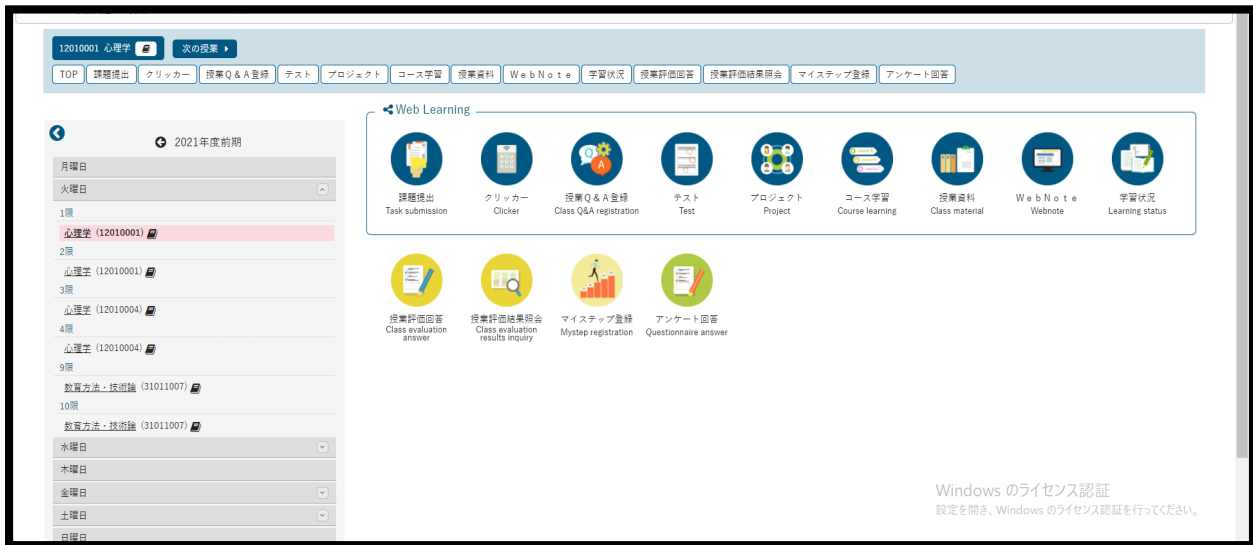 12010001 心理学
次の授業
TOP 課題提出 クリッカー 授業Q&A登録 テスト プロジェクト コース学習 授業資料 WebNote 学習状況 授業評価回答 授業評価結果照会 マイステップ登録 アンケート回答
2021年度前期
月曜日
火曜日
1限
心理学 (12010001)
2限
心理学 (12010001)
3限
心理学 (12010004)
4限
心理学 (12010004)
9限
教育方法・技術論 (31011007)
10限
教育方法・技術論 (31011007)
水曜日
木曜日
金曜日
土曜日
日曜日
Web Learning
課題提出
Task submission
クリッカー
Clicker
授業Q&A登録
Class Q&A registration
テスト
Test
プロジェクト
Project
コース学習
Course learning
授業資料
Class material
WebNote
Webnote
学習状況
Learning status
授業評価回答
Class evaluation
answer
授業評価結果照会
Class evaluation
results inquiry
マイステップ登録
Mystep registration
アンケート回答
Questionnaire answer
Windows のライセンス認証
設定を開き、Windows のライセンス認証を行ってください。